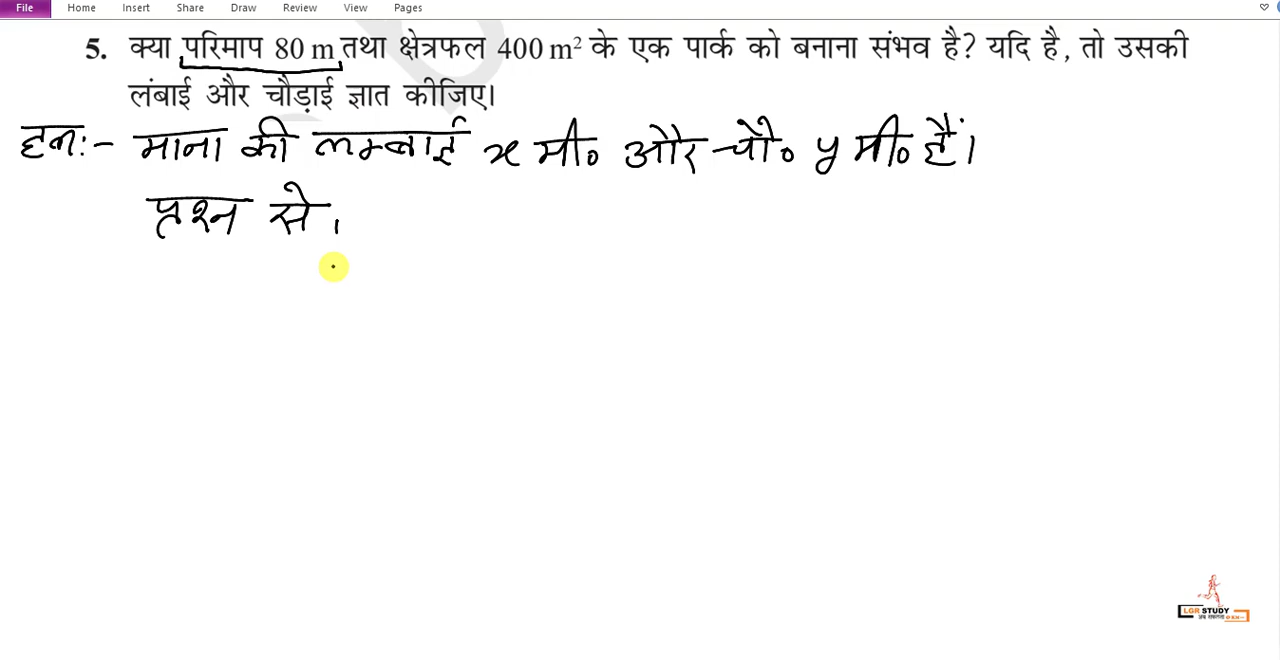 File Home Insert Share Draw Review View Pages
5. क्या परिमाप 80 m तथा क्षेत्रफल 400 m² के एक पार्क को बनाना संभव है? यदि है, तो उसकी
लंबाई और चौड़ाई ज्ञात कीजिए।
हल:- माना की लम्बाई x मी० और चौ० y मी० हैं।
प्रश्न से,
LGR STUDY